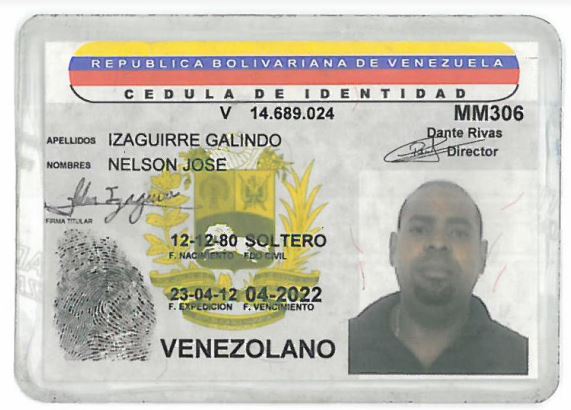 REPUBLICA BOLIVARIANA DE VENEZUELA
CEDULA DE IDENTIDAD
V 14.689.024 MM306
Dante Rivas
Director
APELLIDOS IZAGUIRRE GALINDO
NOMBRES NELSON JOSE
FIRMA TITULAR
12-12-80 SOLTERO
F. NACIMIENTO EDO CIVIL
23-04-12 04-2022
F. EXPEDICION F. VENCIMIENTO
VENEZOLANO